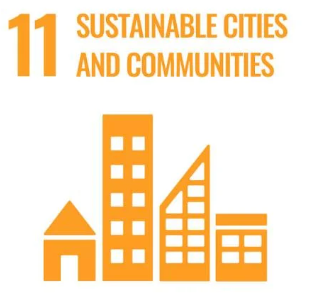 11 SUSTAINABLE CITIES
AND COMMUNITIES